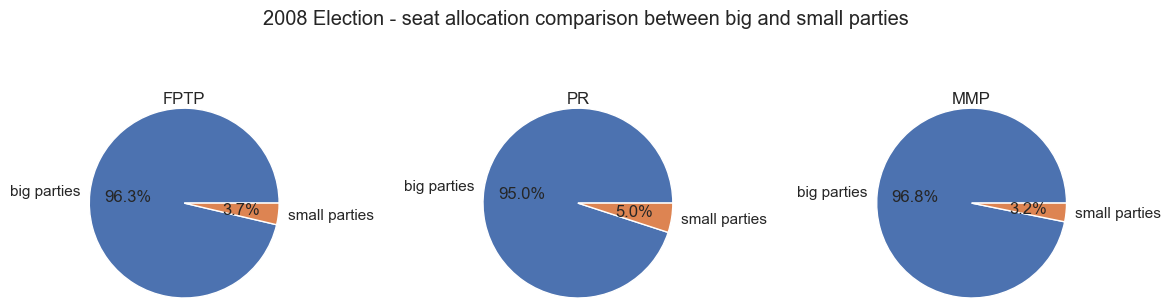 2008 Election - seat allocation comparison between big and small parties
FPTP
big parties
96.3%
3.7%
small parties
PR
big parties
95.0%
5.0%
small parties
MMP
big parties
96.8%
3.2%
small parties